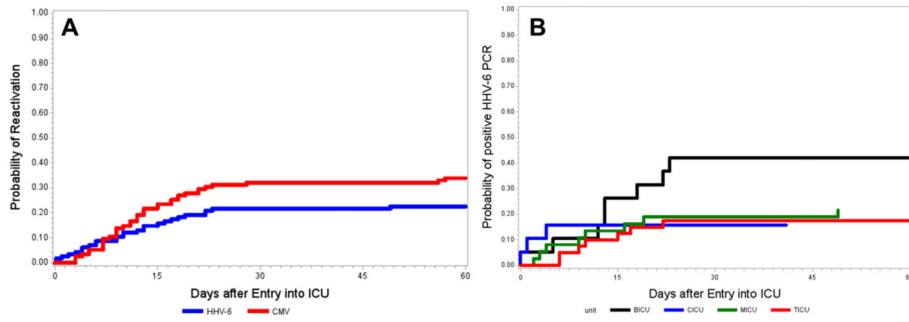 A
Probability of Reactivation
1.00
0.90
0.80
0.70
0.60
0.50
0.40
0.30
0.20
0.10
0.00
0 15 30 45 60
Days after Entry into ICU
HHV-6 CMV
B
Probability of positive HHV-6 PCR
1.00
0.90
0.80
0.70
0.60
0.50
0.40
0.30
0.20
0.10
0.00
0 15 30 45 60
Days after Entry into ICU
unit BICU CICU MICU TICU